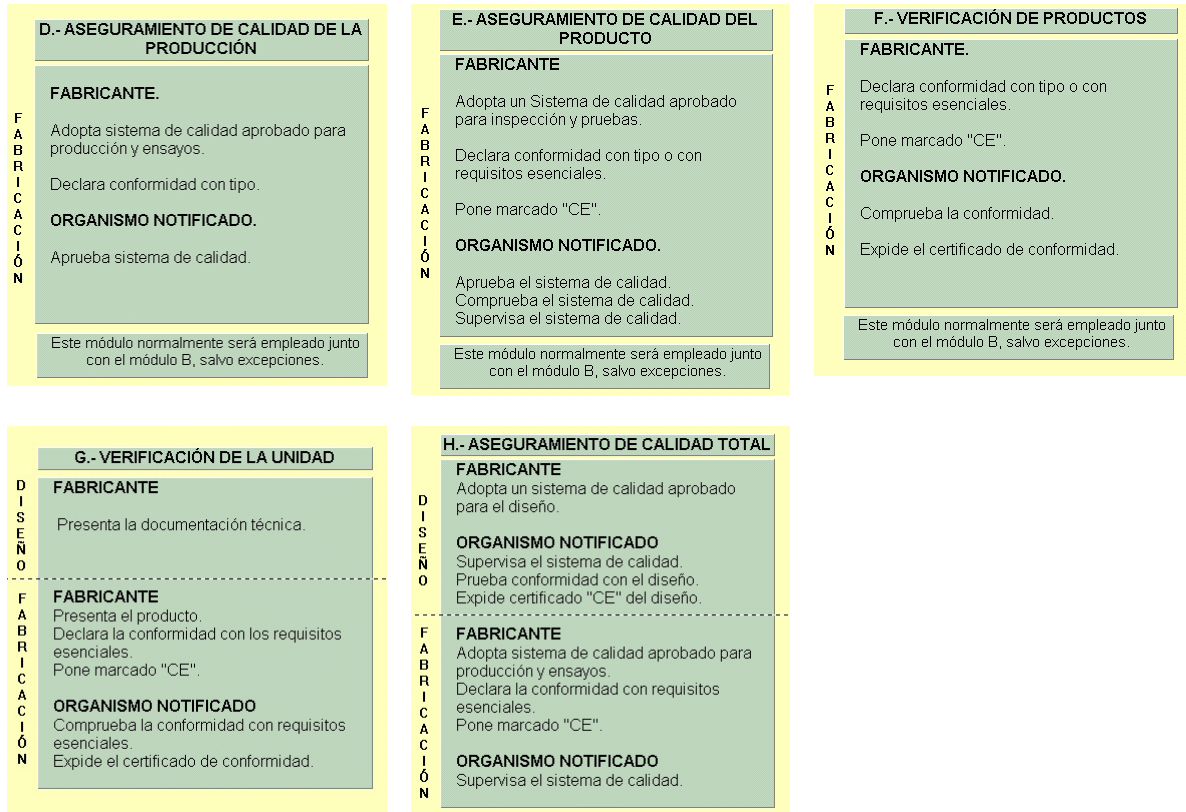 D.- ASEGURAMIENTO DE CALIDAD DE LA
PRODUCCIÓN
FABRICACIÓN
FABRICANTE.
Adopta sistema de calidad aprobado para
producción y ensayos.
Declara conformidad con tipo.
ORGANISMO NOTIFICADO.
Aprueba sistema de calidad.
Este módulo normalmente será empleado junto
con el módulo B, salvo excepciones.
E.- ASEGURAMIENTO DE CALIDAD DEL
PRODUCTO
FABRICACIÓN
FABRICANTE
Adopta un Sistema de calidad aprobado
para inspección y pruebas.
Declara conformidad con tipo o con
requisitos esenciales.
Pone marcado "CE".
ORGANISMO NOTIFICADO.
Aprueba el sistema de calidad.
Comprueba el sistema de calidad.
Supervisa el sistema de calidad.
Este módulo normalmente será empleado junto
con el módulo B, salvo excepciones.
F.- VERIFICACIÓN DE PRODUCTOS
FABRICACIÓN
FABRICANTE.
Declara conformidad con tipo o con
requisitos esenciales.
Pone marcado "CE".
ORGANISMO NOTIFICADO.
Comprueba la conformidad.
Expide el certificado de conformidad.
Este módulo normalmente será empleado junto
con el módulo B, salvo excepciones.
G.- VERIFICACIÓN DE LA UNIDAD
DISEÑO
FABRICANTE
Presenta la documentación técnica.
FABRICACIÓN
FABRICANTE
Presenta el producto.
Declara la conformidad con los requisitos
esenciales.
Pone marcado "CE".
ORGANISMO NOTIFICADO
Comprueba la conformidad con requisitos
esenciales.
Expide el certificado de conformidad.
H.- ASEGURAMIENTO DE CALIDAD TOTAL
DISEÑO
FABRICANTE
Adopta un sistema de calidad aprobado
para el diseño.
ORGANISMO NOTIFICADO
Supervisa el sistema de calidad.
Prueba conformidad con el diseño.
Expide certificado "CE" del diseño.
FABRICACIÓN
FABRICANTE
Adopta sistema de calidad aprobado para
producción y ensayos.
Declara la conformidad con requisitos
esenciales.
Pone marcado "CE".
ORGANISMO NOTIFICADO
Supervisa el sistema de calidad.